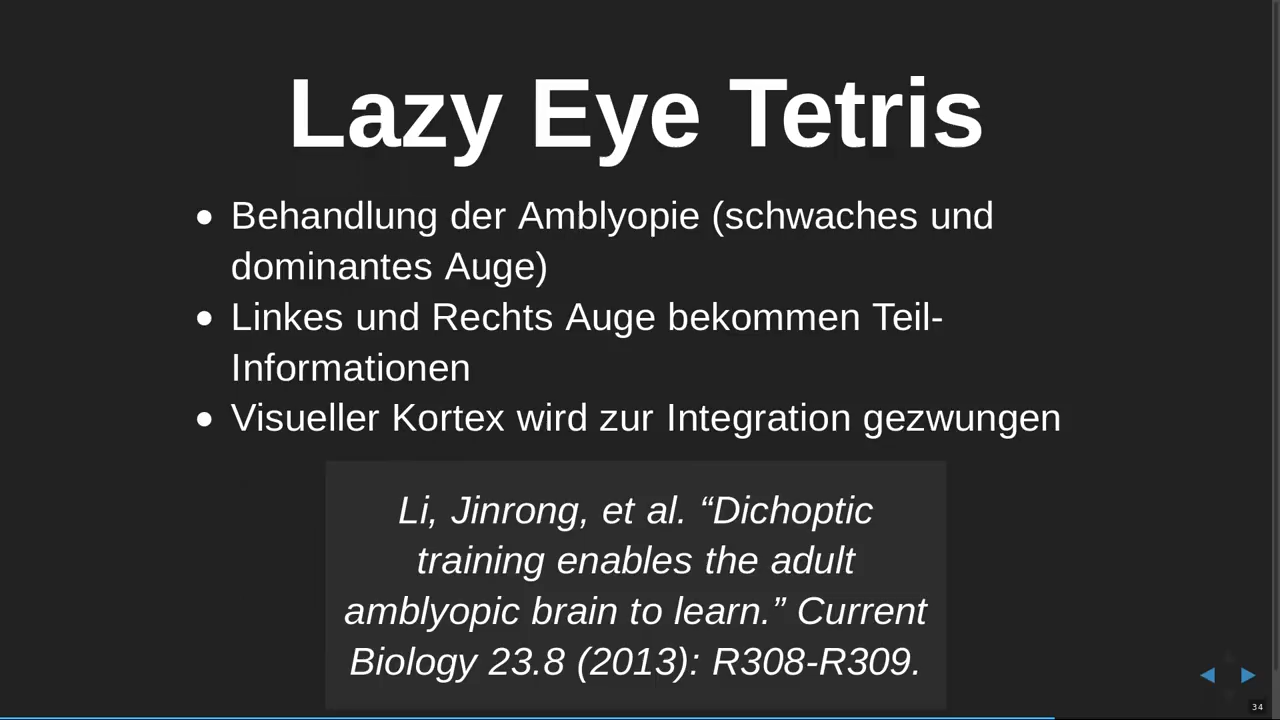 Lazy Eye Tetris
• Behandlung der Amblyopie (schwaches und
dominantes Auge)
• Linkes und Rechts Auge bekommen Teil-
Informationen
• Visueller Kortex wird zur Integration gezwungen
Li, Jinrong, et al. “Dichoptic
training enables the adult
amblyopic brain to learn.” Current
Biology 23.8 (2013): R308-R309.
34